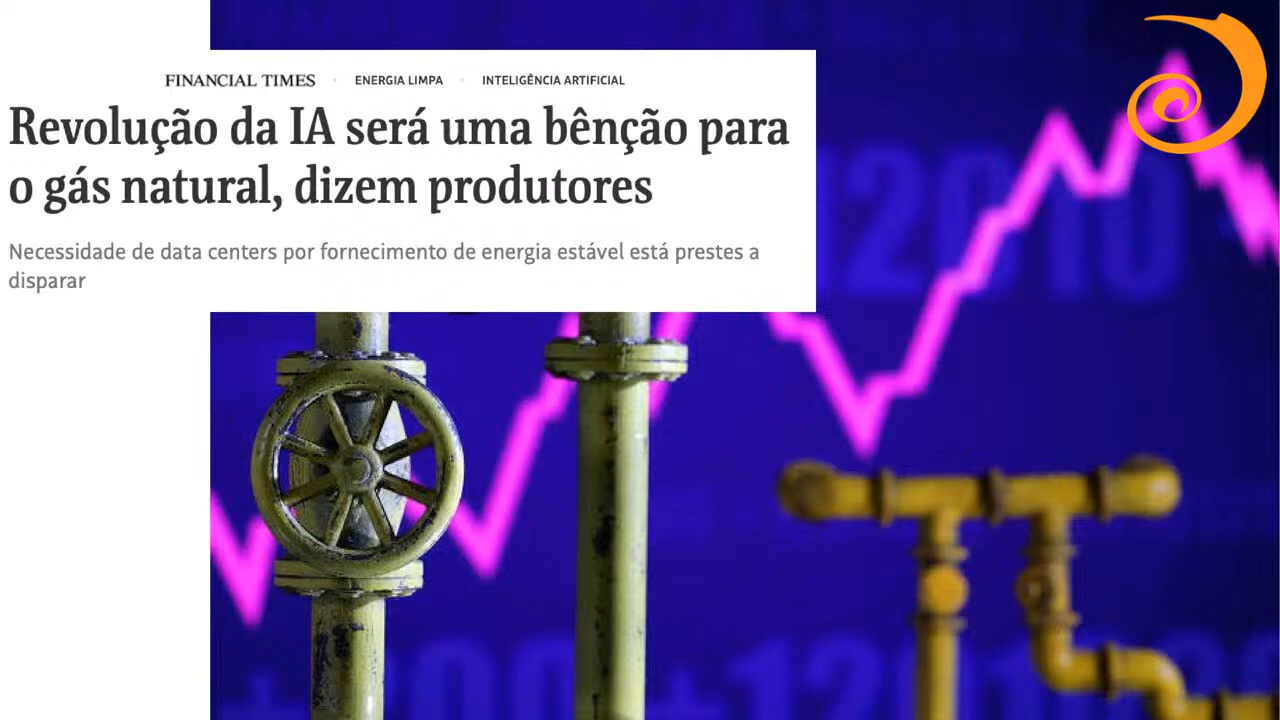 FINANCIAL TIMES • ENERGIA LIMPA • INTELIGÊNCIA ARTIFICIAL
Revolução da IA será uma bênção para
o gás natural, dizem produtores
Necessidade de data centers por fornecimento de energia estável está prestes a
disparar